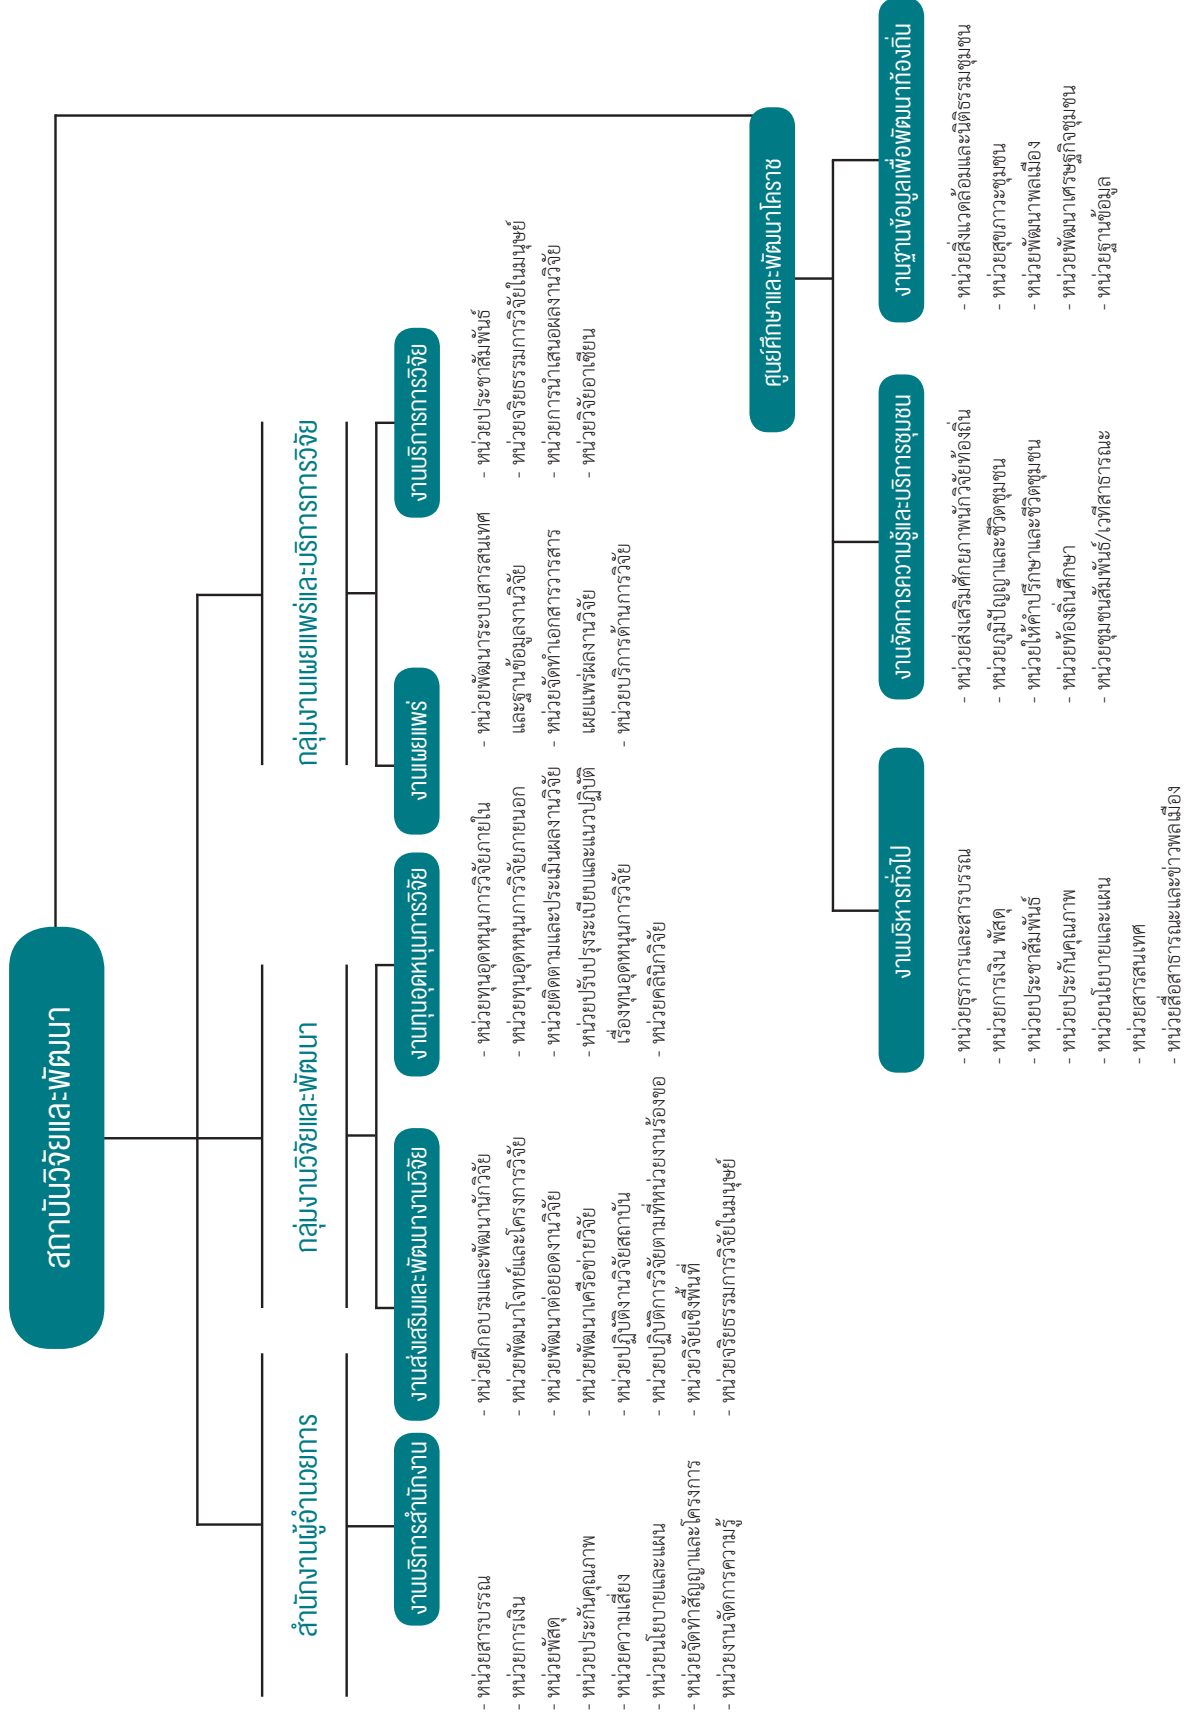 สถาบันวิจัยและพัฒนา
สำนักงานผู้อำนวยการ
งานบริการสำนักงาน
- หน่วยสารบรรณ
- หน่วยการเงิน
- หน่วยพัสดุ
- หน่วยประกันคุณภาพ
- หน่วยความเสี่ยง
- หน่วยนโยบายและแผน
- หน่วยจัดทำสัญญาและโครงการ
- หน่วยงานจัดการความรู้
กลุ่มงานวิจัยและพัฒนา
งานส่งเสริมและพัฒนางานวิจัย
- หน่วยฝึกอบรมและพัฒนานักวิจัย
- หน่วยพัฒนาโจทย์และโครงการวิจัย
- หน่วยพัฒนาต่อยอดงานวิจัย
- หน่วยพัฒนาเครือข่ายวิจัย
- หน่วยปฏิบัติงานวิจัยสถาบัน
- หน่วยปฏิบัติการวิจัยตามที่หน่วยงานร้องขอ
- หน่วยวิจัยเชิงพื้นที่
- หน่วยจริยธรรมการวิจัยในมนุษย์
งานทุนอุดหนุนการวิจัย
- หน่วยทุนอุดหนุนการวิจัยภายใน
- หน่วยทุนอุดหนุนการวิจัยภายนอก
- หน่วยติดตามและประเมินผลงานวิจัย
- หน่วยปรับปรุงระเบียบและแนวปฏิบัติ
เรื่องทุนอุดหนุนการวิจัย
- หน่วยคลินิกวิจัย
กลุ่มงานเผยแพร่และบริการการวิจัย
งานเผยแพร่
- หน่วยพัฒนาระบบสารสนเทศ
และฐานข้อมูลงานวิจัย
- หน่วยจัดทำเอกสารวารสาร
เผยแพร่ผลงานวิจัย
- หน่วยบริการด้านการวิจัย
งานบริการการวิจัย
- หน่วยประชาสัมพันธ์
- หน่วยจริยธรรมการวิจัยในมนุษย์
- หน่วยการนำเสนอผลงานวิจัย
- หน่วยวิจัยอาเซียน
ศูนย์ศึกษาและพัฒนาโคราช
งานบริหารทั่วไป
- หน่วยธุรการและสารบรรณ
- หน่วยการเงิน พัสดุ
- หน่วยประชาสัมพันธ์
- หน่วยประกันคุณภาพ
- หน่วยนโยบายและแผน
- หน่วยสารสนเทศ
- หน่วยสื่อสาธารณะและข่าวพลเมือง
งานจัดการความรู้และบริการชุมชน
- หน่วยส่งเสริมศักยภาพนักวิจัยท้องถิ่น
- หน่วยภูมิปัญญาและชีวิตชุมชน
- หน่วยให้คำปรึกษาและชีวิตชุมชน
- หน่วยท้องถิ่นศึกษา
- หน่วยชุมชนสัมพันธ์/เวทีสาธารณะ
งานฐานข้อมูลเพื่อพัฒนาท้องถิ่น
- หน่วยสิ่งแวดล้อมและนิติธรรมชุมชน
- หน่วยสุขภาวะชุมชน
- หน่วยพัฒนาพลเมือง
- หน่วยพัฒนาเศรษฐกิจชุมชน
- หน่วยฐานข้อมูล